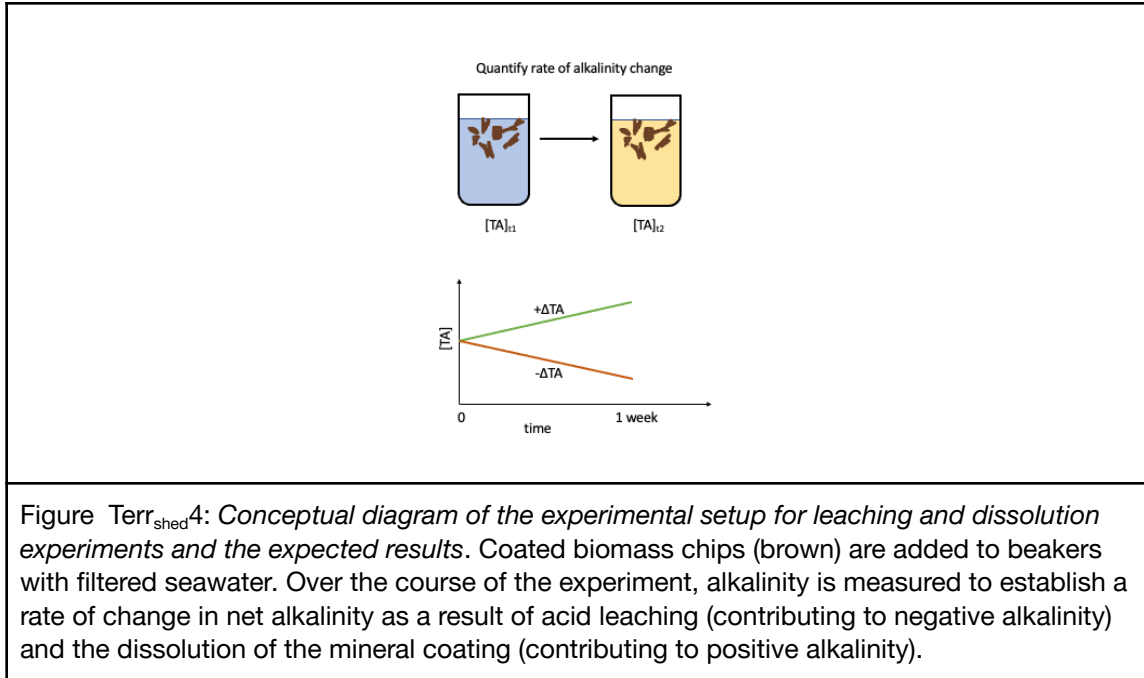 Quantify rate of alkalinity change
[TA]t1
[TA]t2
+ΔTA
[TA]
-ΔTA
0
1 week
time
Figure Terrshed4: Conceptual diagram of the experimental setup for leaching and dissolution
experiments and the expected results. Coated biomass chips (brown) are added to beakers
with filtered seawater. Over the course of the experiment, alkalinity is measured to establish a
rate of change in net alkalinity as a result of acid leaching (contributing to negative alkalinity)
and the dissolution of the mineral coating (contributing to positive alkalinity).